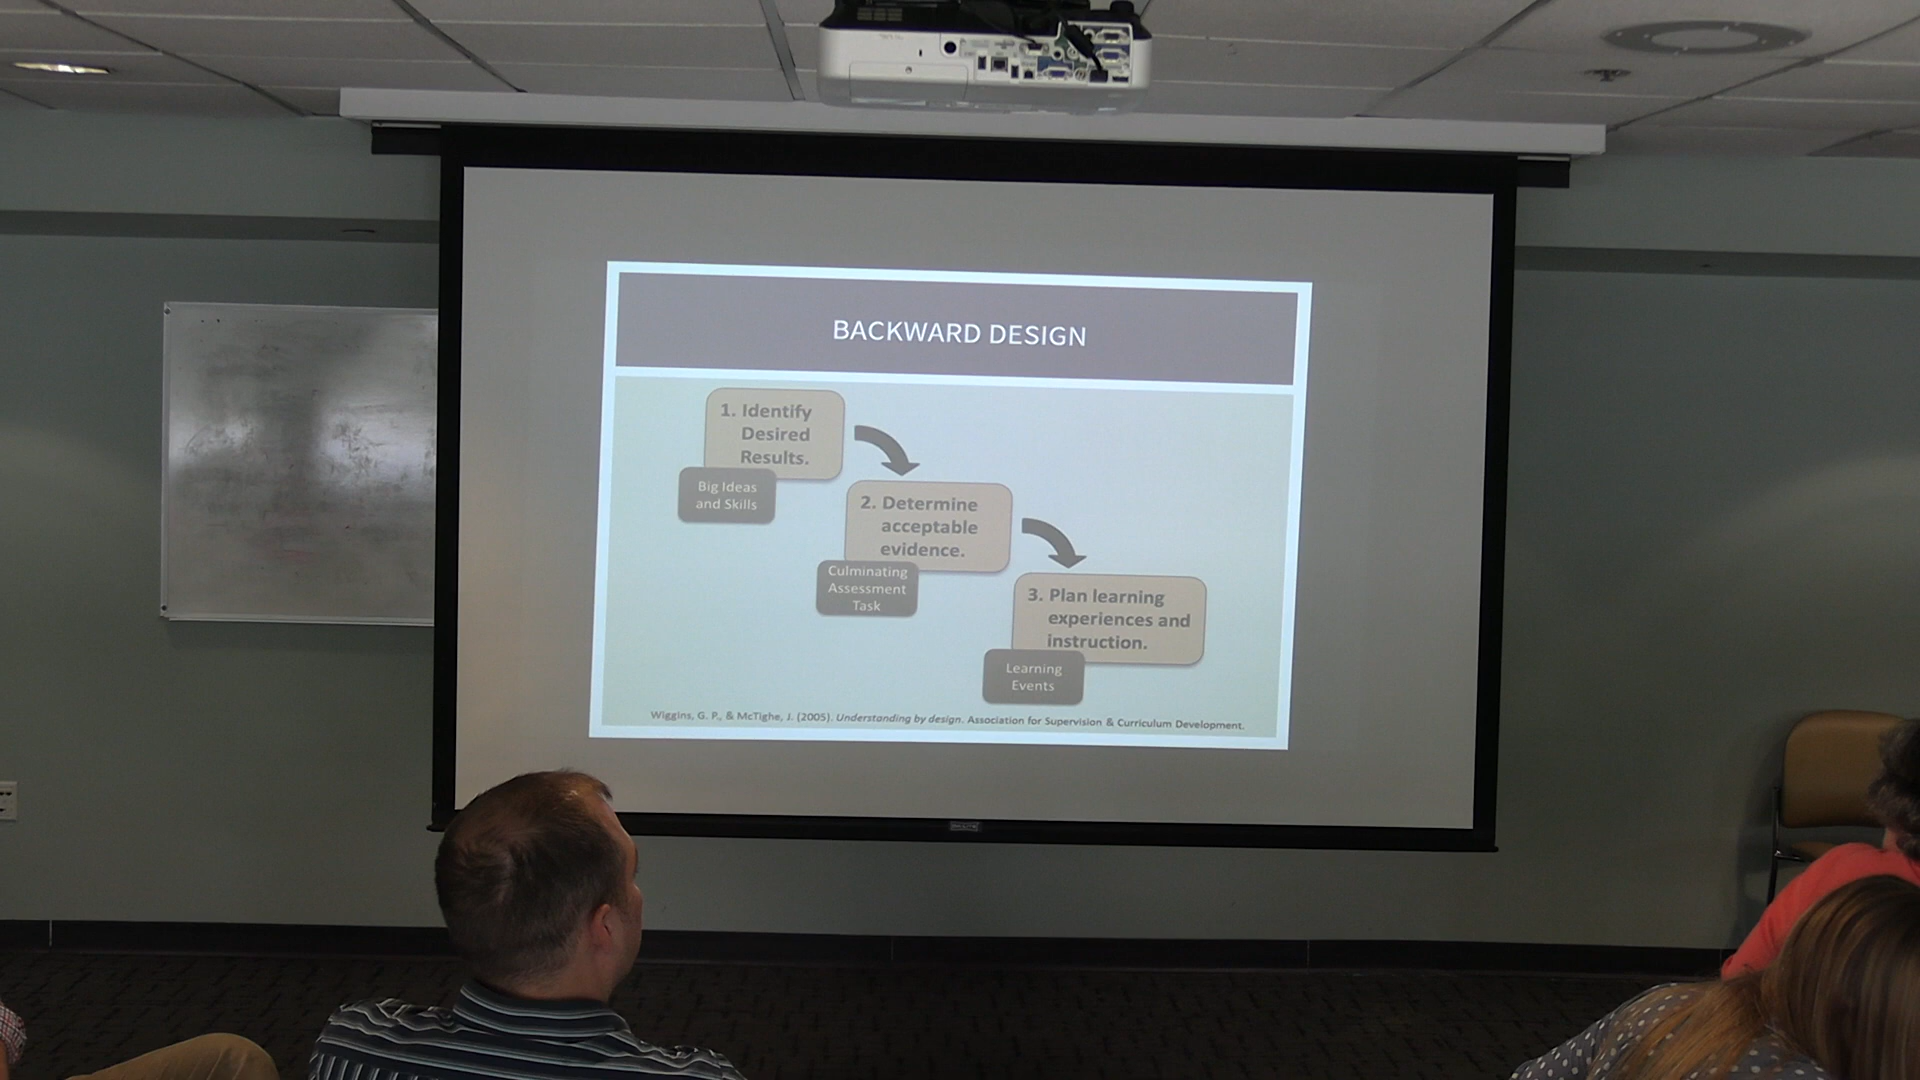 BACKWARD DESIGN
1. Identify
Desired
Results.
Big Ideas
and Skills
2. Determine
acceptable
evidence.
Culminating
Assessment
Task
3. Plan learning
experiences and
instruction.
Learning
Events
Wiggins, G. P., & McTighe, J. (2005). Understanding by design. Association for Supervision & Curriculum Development.